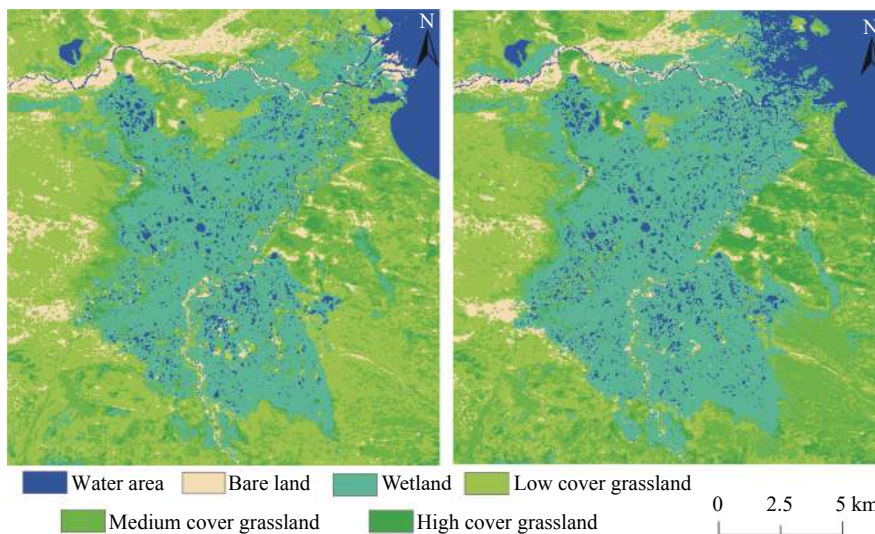 N
N
Water area
Bare land
Wetland
Low cover grassland
Medium cover grassland
High cover grassland
0 2.5 5 km